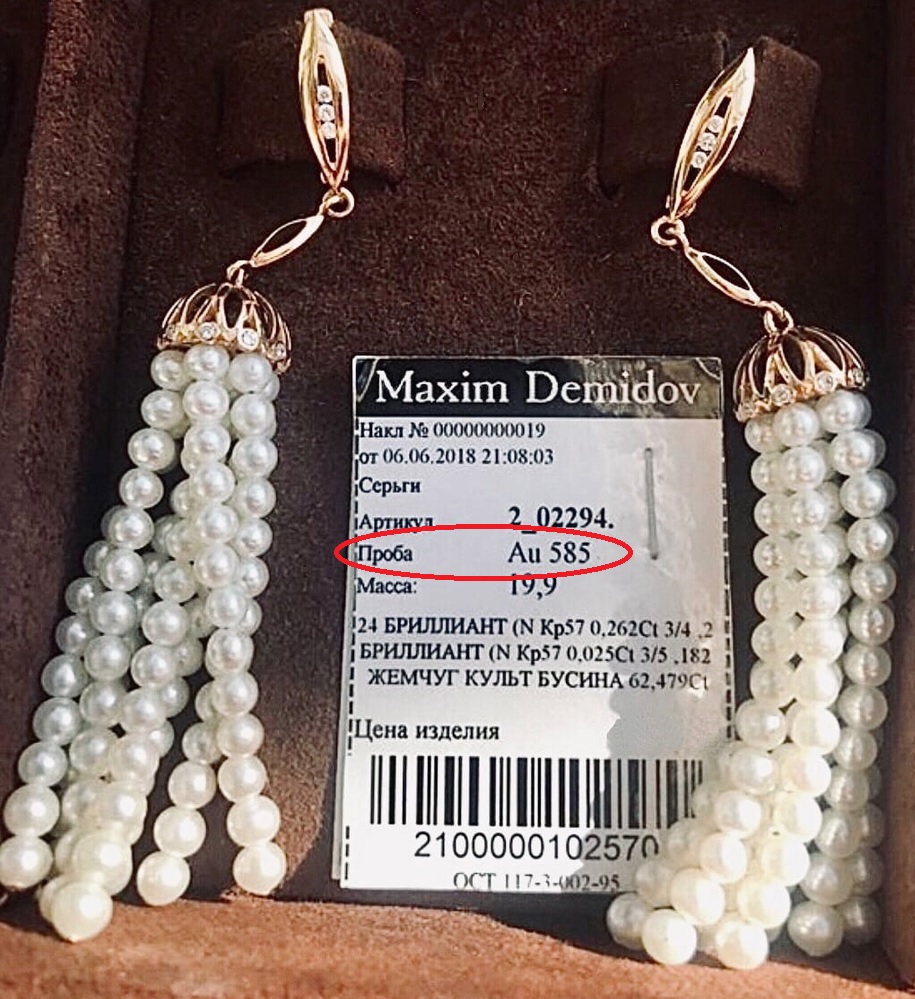 Maxim Demidov
Накл № 00000000019
от 06.06.2018 21:08:03
Серьги
Артикул 2_02294.
Проба Au 585
Масса: 19,9
24 БРИЛЛИАНТ (N Кр57 0,262Ct 3/4 ,2
БРИЛЛИАНТ (N Кр57 0,025Ct 3/5 ,182
ЖЕМЧУГ КУЛЬТ БУСИНА 62,479Ct
Цена изделия
2100000102570
ОСТ 117-3-002-95